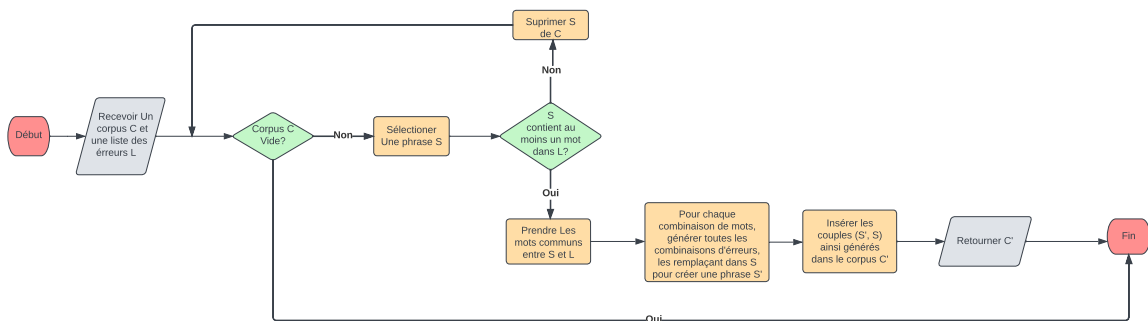 Début
Recevoir Un
corpus C et
une liste des
érreurs L
Corpus C
Vide?
Non
Sélectioner
Une phrase S
S
contient au
moins un mot
dans L?
Non
Suprimer S
de C
Oui
Prendre Les
mots communs
entre S et L
Pour chaque
combinaison de mots,
générer toutes les
combinaisons d'érreurs,
les remplaçant dans S
pour créer une phrase S'
Insérer les
couples (S', S)
ainsi générés
dans le corpus C'
Retourner C'
Fin
Oui